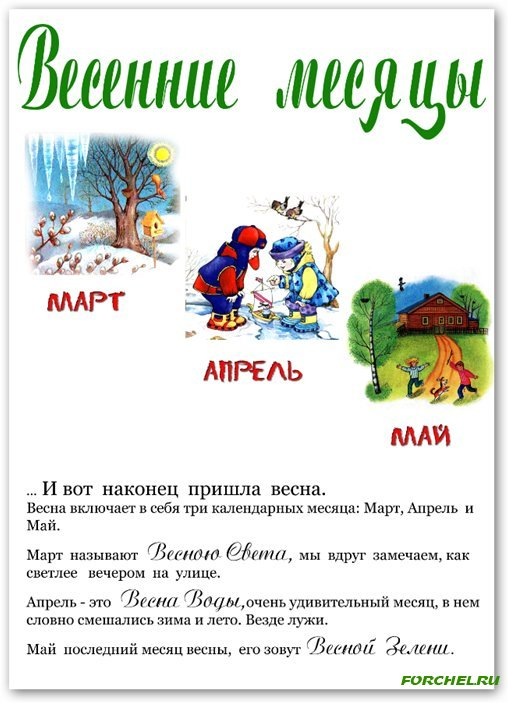 Весенние месяцы
МАРТ
АПРЕЛЬ
МАЙ
... И вот наконец пришла весна.
Весна включает в себя три календарных месяца: Март, Апрель и
Май.
Март называют Весною Света, мы вдруг замечаем, как
светлее вечером на улице.
Апрель - это Весна Воды, очень удивительный месяц, в нем
словно смешались зима и лето. Везде лужи.
Май последний месяц весны, его зовут Весной Зелени.
FORCHEL.RU